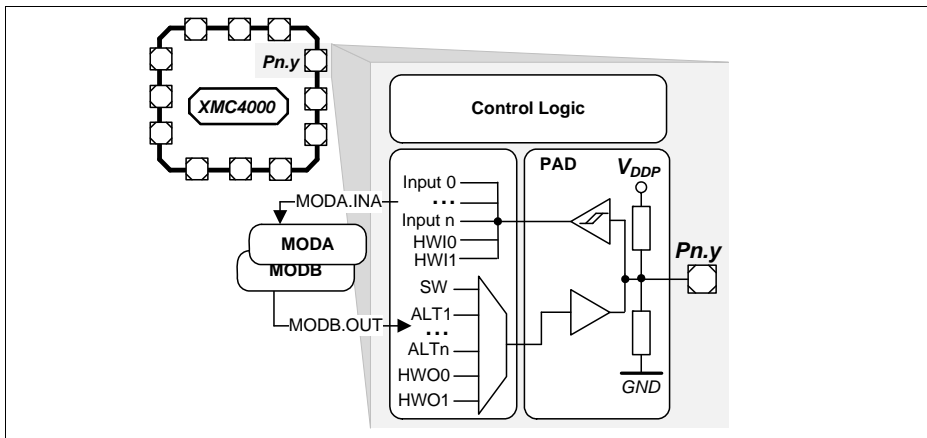 Pn.y
XMC4000
Control Logic
PAD
VDDP
Input 0
...
Input n
HWI0
HWI1
MODA.INA
MODA
MODB
Pn.y
SW
ALT1
...
ALTn
HWO0
HWO1
MODB.OUT
GND